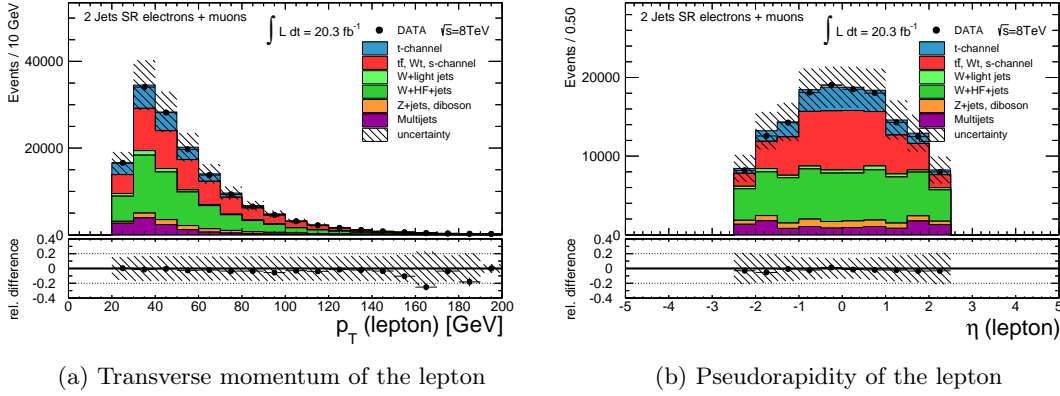 2 Jets SR electrons + muons
∫ L dt = 20.3 fb-1
DATA √s=8TeV
t-channel
tt̄, Wt, s-channel
W+light jets
W+HF+jets
Z+jets, diboson
Multijets
uncertainty
Events / 10 GeV
40000
20000
0
rel. difference
0.40
0.2
0
-0.2
-0.4
0 20 40 60 80 100 120 140 160 180 200
pT (lepton) [GeV]
(a) Transverse momentum of the lepton
2 Jets SR electrons + muons
∫ L dt = 20.3 fb-1
DATA √s=8TeV
t-channel
tt̄, Wt, s-channel
W+light jets
W+HF+jets
Z+jets, diboson
Multijets
uncertainty
Events / 0.50
20000
10000
0
rel. difference
0.40
0.2
0
-0.2
-0.4
-5 -4 -3 -2 -1 0 1 2 3 4 5
η (lepton)
(b) Pseudorapidity of the lepton